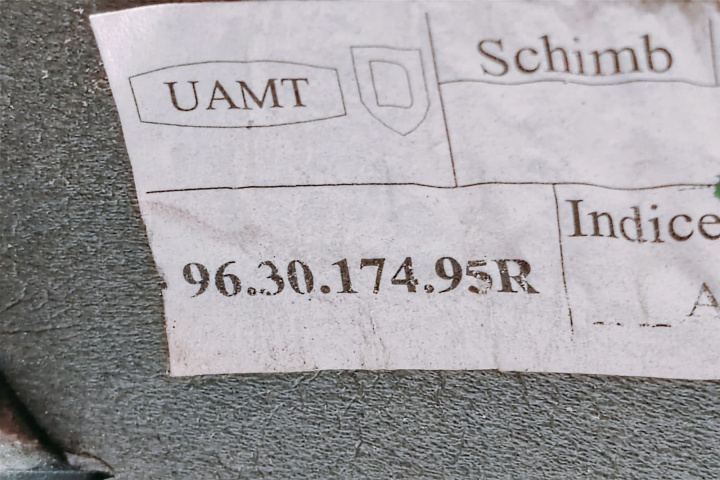 UAMT D Schimb
96.30.174.95R Indice
A